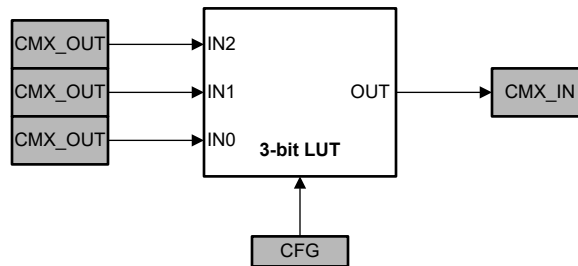 CMX_OUT
IN2
CMX_OUT
IN1
OUT
CMX_IN
CMX_OUT
IN0
3-bit LUT
CFG